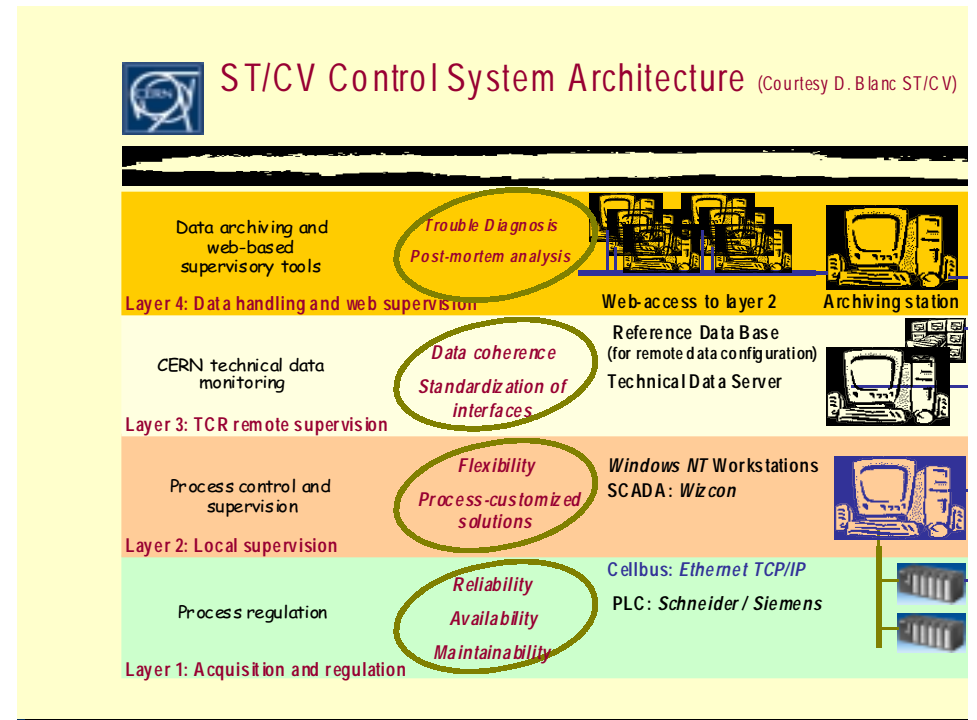 ST/CV Control System Architecture (Courtesy D. Blanc ST/CV)
CERN
Data archiving and
web-based
supervisory tools
Trouble Diagnosis
Post-mortem analysis
Layer 4: Data handling and web supervision
Web-access to layer 2
Archiving station
CERN technical data
monitoring
Data coherence
Standardization of
interfaces
Reference Data Base
(for remote data configuration)
Technical Data Server
Layer 3: TCR remote supervision
Process control and
supervision
Flexibility
Process-customized
solutions
Windows NT Workstations
SCADA: Wizcon
Layer 2: Local supervision
Process regulation
Reliability
Availability
Maintainability
Cellbus: Ethernet TCP/IP
PLC: Schneider / Siemens
Layer 1: Acquisition and regulation